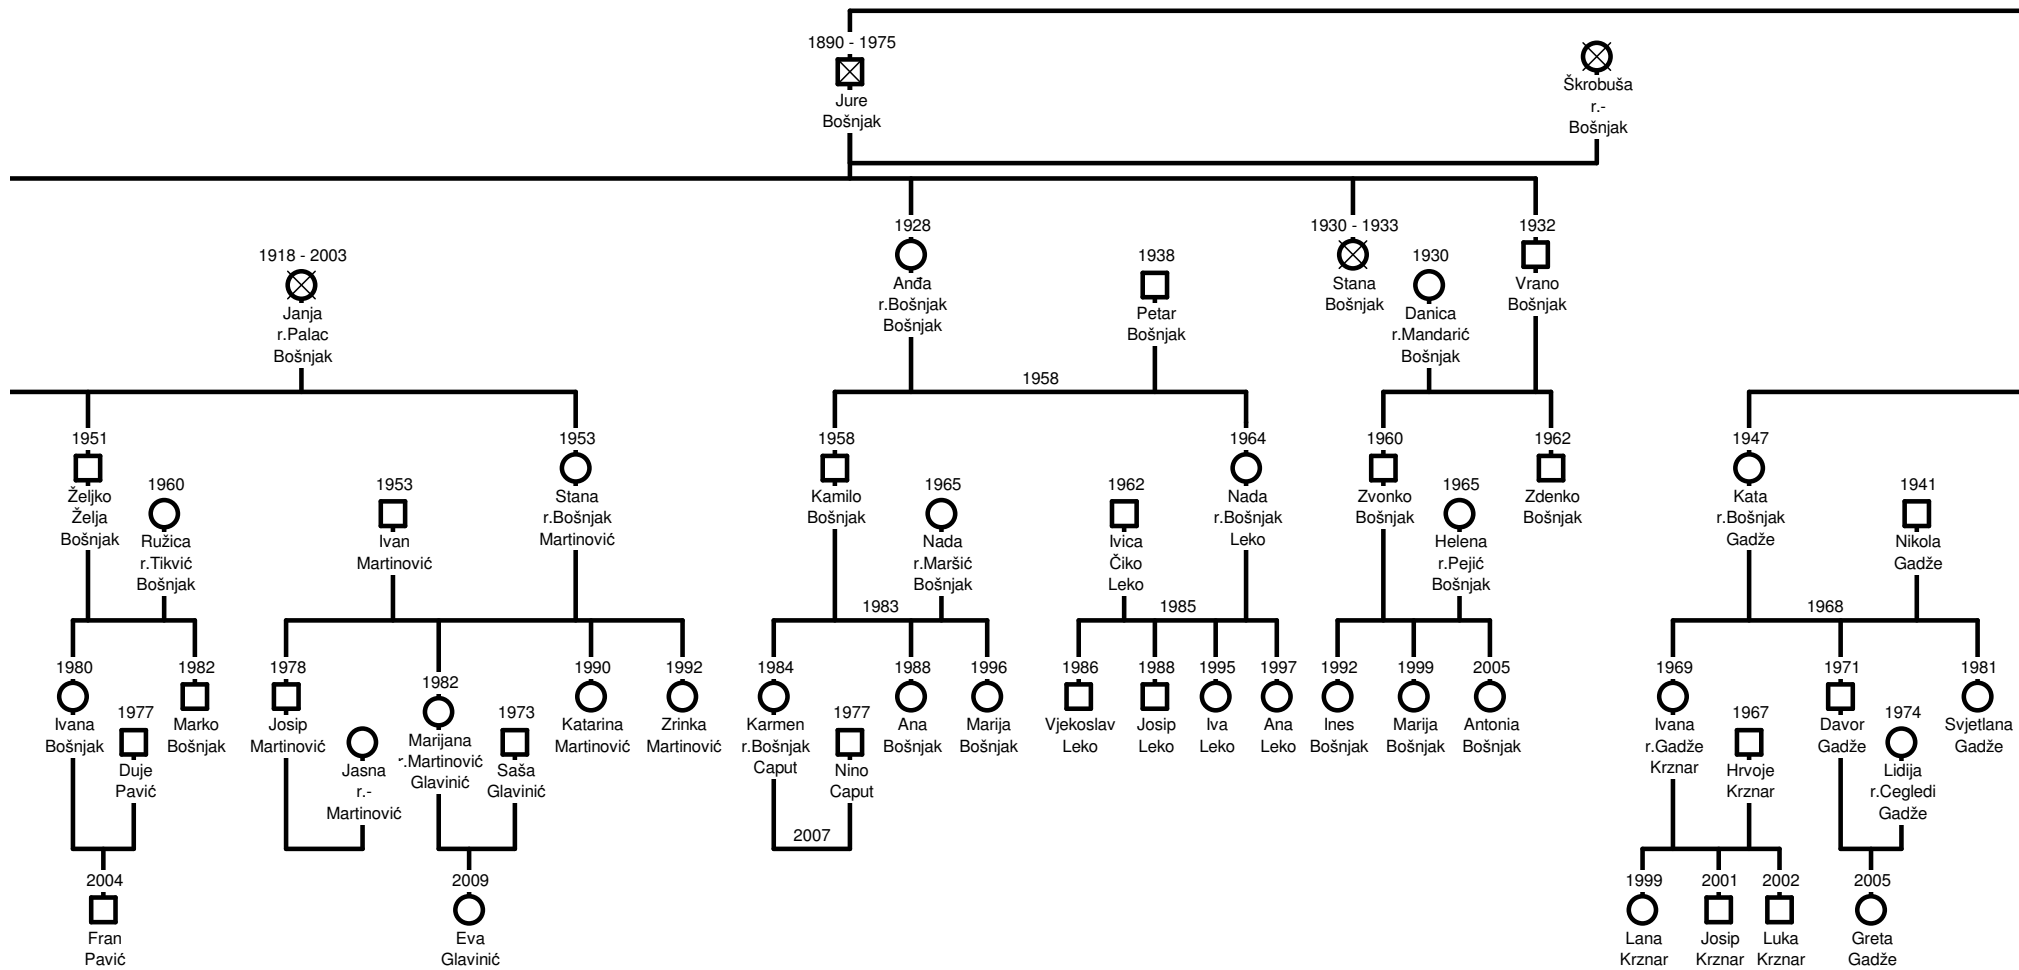 1890 - 1975
Jure
Bošnjak
Škrobuša
r.-
Bošnjak
1918 - 2003
Janja
r.Palac
Bošnjak
1928
Anđa
r.Bošnjak
Bošnjak
1938
Petar
Bošnjak
1930 - 1933
Stana
Bošnjak
1930
Danica
r.Mandarić
Bošnjak
1932
Vrano
Bošnjak
1958
1951
Željko
Želja
Bošnjak
1960
Ružica
r.Tikvić
Bošnjak
1953
Ivan
Martinović
1953
Stana
r.Bošnjak
Martinović
1958
Kamilo
Bošnjak
1965
Nada
r.Maršić
Bošnjak
1962
Ivica
Čiko
Leko
1964
Nada
r.Bošnjak
Leko
1960
Zvonko
Bošnjak
1965
Helena
r.Pejić
Bošnjak
1962
Zdenko
Bošnjak
1947
Kata
r.Bošnjak
Gadže
1941
Nikola
Gadže
1983
1985
1968
1980
Ivana
Bošnjak
1977
Duje
Pavić
1982
Marko
Bošnjak
1978
Josip
Martinović
Jasna
r.-
Martinović
1982
Marijana
r.Martinović
Glavinić
1973
Saša
Glavinić
1990
Katarina
Martinović
1992
Zrinka
Martinović
1984
Karmen
r.Bošnjak
Caput
1977
Nino
Caput
1988
Ana
Bošnjak
1996
Marija
Bošnjak
1986
Vjekoslav
Leko
1988
Josip
Leko
1995
Iva
Leko
1997
Ana
Leko
1992
Ines
Bošnjak
1999
Marija
Bošnjak
2005
Antonia
Bošnjak
1969
Ivana
r.Gadže
Krznar
1967
Hrvoje
Krznar
1971
Davor
Gadže
1974
Lidija
r.Cegledi
Gadže
1981
Svjetlana
Gadže
2007
2004
Fran
Pavić
2009
Eva
Glavinić
1999
Lana
Krznar
2001
Josip
Krznar
2002
Luka
Krznar
2005
Greta
Gadže